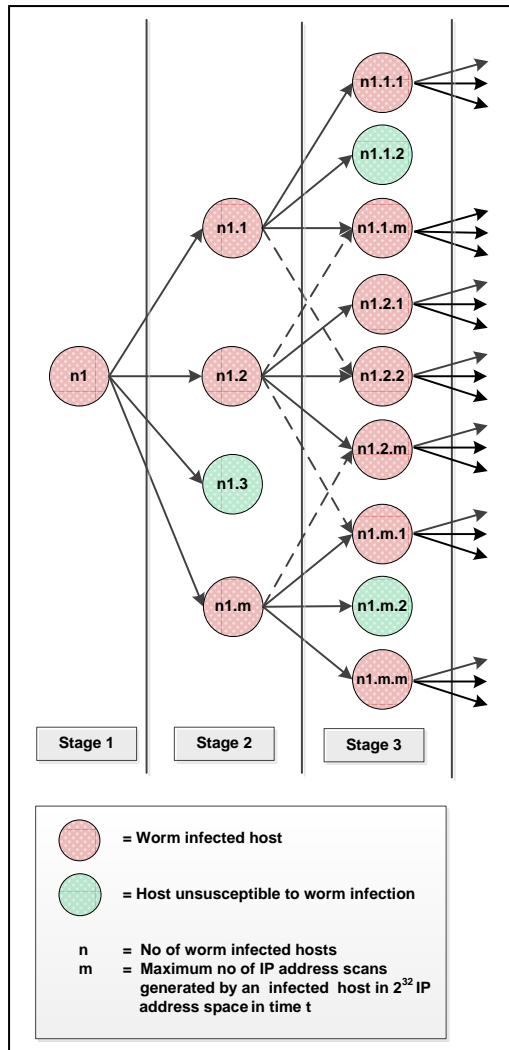 n1.1.1
n1.1.2
n1.1
n1.1.m
n1.2.1
n1
n1.2
n1.2.2
n1.2.m
n1.3
n1.m.1
n1.m
n1.m.2
n1.m.m
Stage 1
Stage 2
Stage 3
= Worm infected host
= Host unsusceptible to worm infection
n = No of worm infected hosts
m = Maximum no of IP address scans
generated by an infected host in 2³² IP
address space in time t